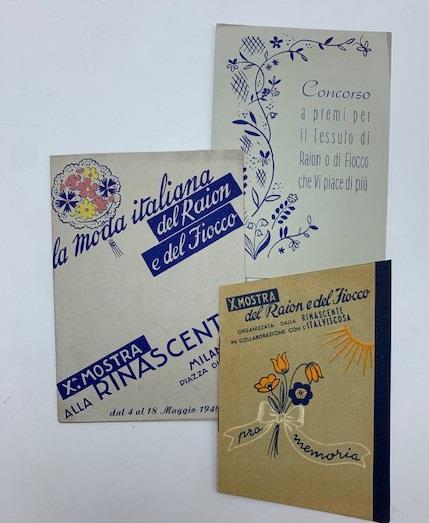 Concorso
a premi per
il Tessuto di
Raion o di Fiocco
che Vi piace di più
la moda italiana
del Raion
e del Fiocco
Xª MOSTRA
ALLA RINASCENT
MILAN
PIAZZA D
dal 4 al 18 Maggio 194
X MOSTRA
del Raion e del Fiocco
ORGANIZZATA DALLA RINASCENTE
IN COLLABORAZIONE CON L'ITALVISCOSA
pro memoria